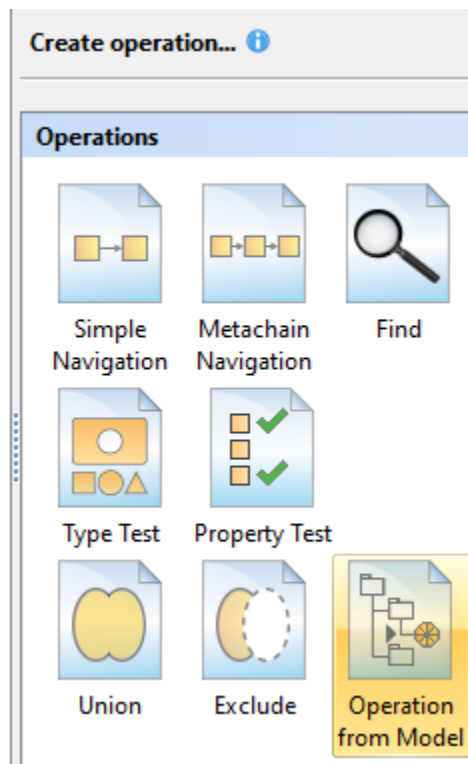 Create operation...
Operations
Simple Navigation
Metachain Navigation
Find
Type Test
Property Test
Union
Exclude
Operation from Model